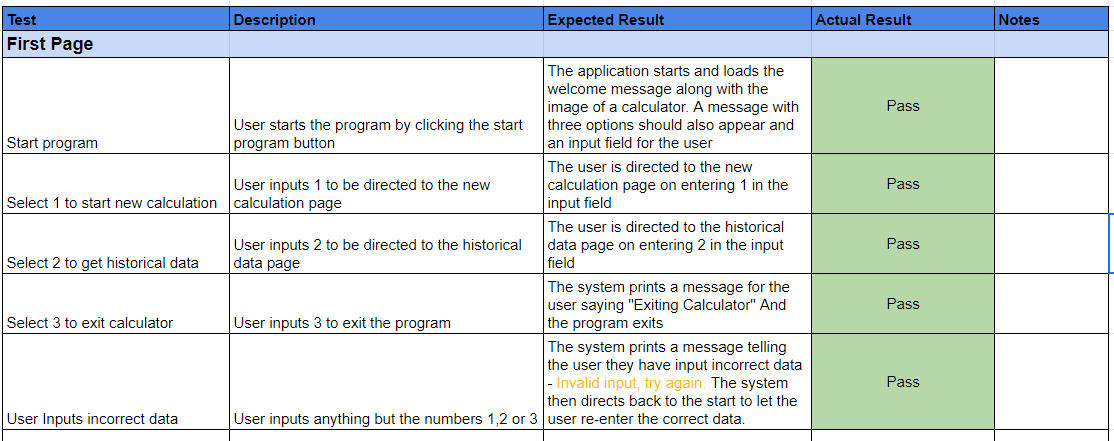 Test Description Expected Result Actual Result Notes
First Page
Start program
User starts the program by clicking the start
program button
The application starts and loads the
welcome message along with the
image of a calculator. A message with
three options should also appear and
an input field for the user
Pass
Select 1 to start new calculation
User inputs 1 to be directed to the new
calculation page
The user is directed to the new
calculation page on entering 1 in the
input field
Pass
Select 2 to get historical data
User inputs 2 to be directed to the historical
data page
The user is directed to the historical
data page on entering 2 in the input
field
Pass
Select 3 to exit calculator
User inputs 3 to exit the program
The system prints a message for the
user saying "Exiting Calculator" And
the program exits
Pass
User Inputs incorrect data
User inputs anything but the numbers 1,2 or 3
The system prints a message telling
the user they have input incorrect data
- Invalid input, try again. The system
then directs back to the start to let the
user re-enter the correct data.
Pass